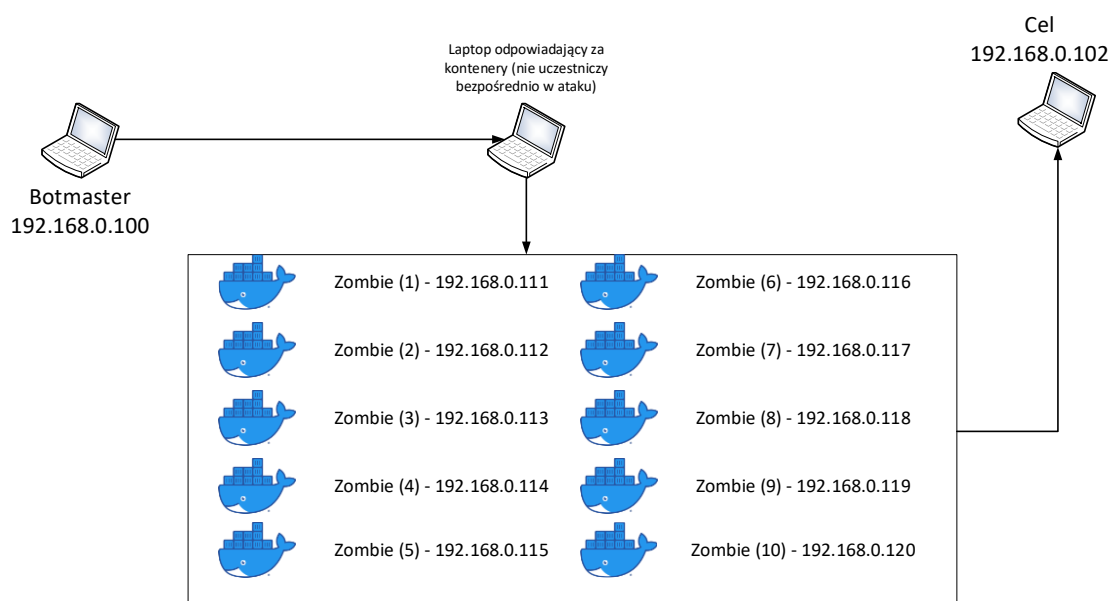 Cel
192.168.0.102
Laptop odpowiadający za
kontenery (nie uczestniczy
bezpośrednio w ataku)
Botmaster
192.168.0.100
Zombie (1) - 192.168.0.111
Zombie (6) - 192.168.0.116
Zombie (2) - 192.168.0.112
Zombie (7) - 192.168.0.117
Zombie (3) - 192.168.0.113
Zombie (8) - 192.168.0.118
Zombie (4) - 192.168.0.114
Zombie (9) - 192.168.0.119
Zombie (5) - 192.168.0.115
Zombie (10) - 192.168.0.120